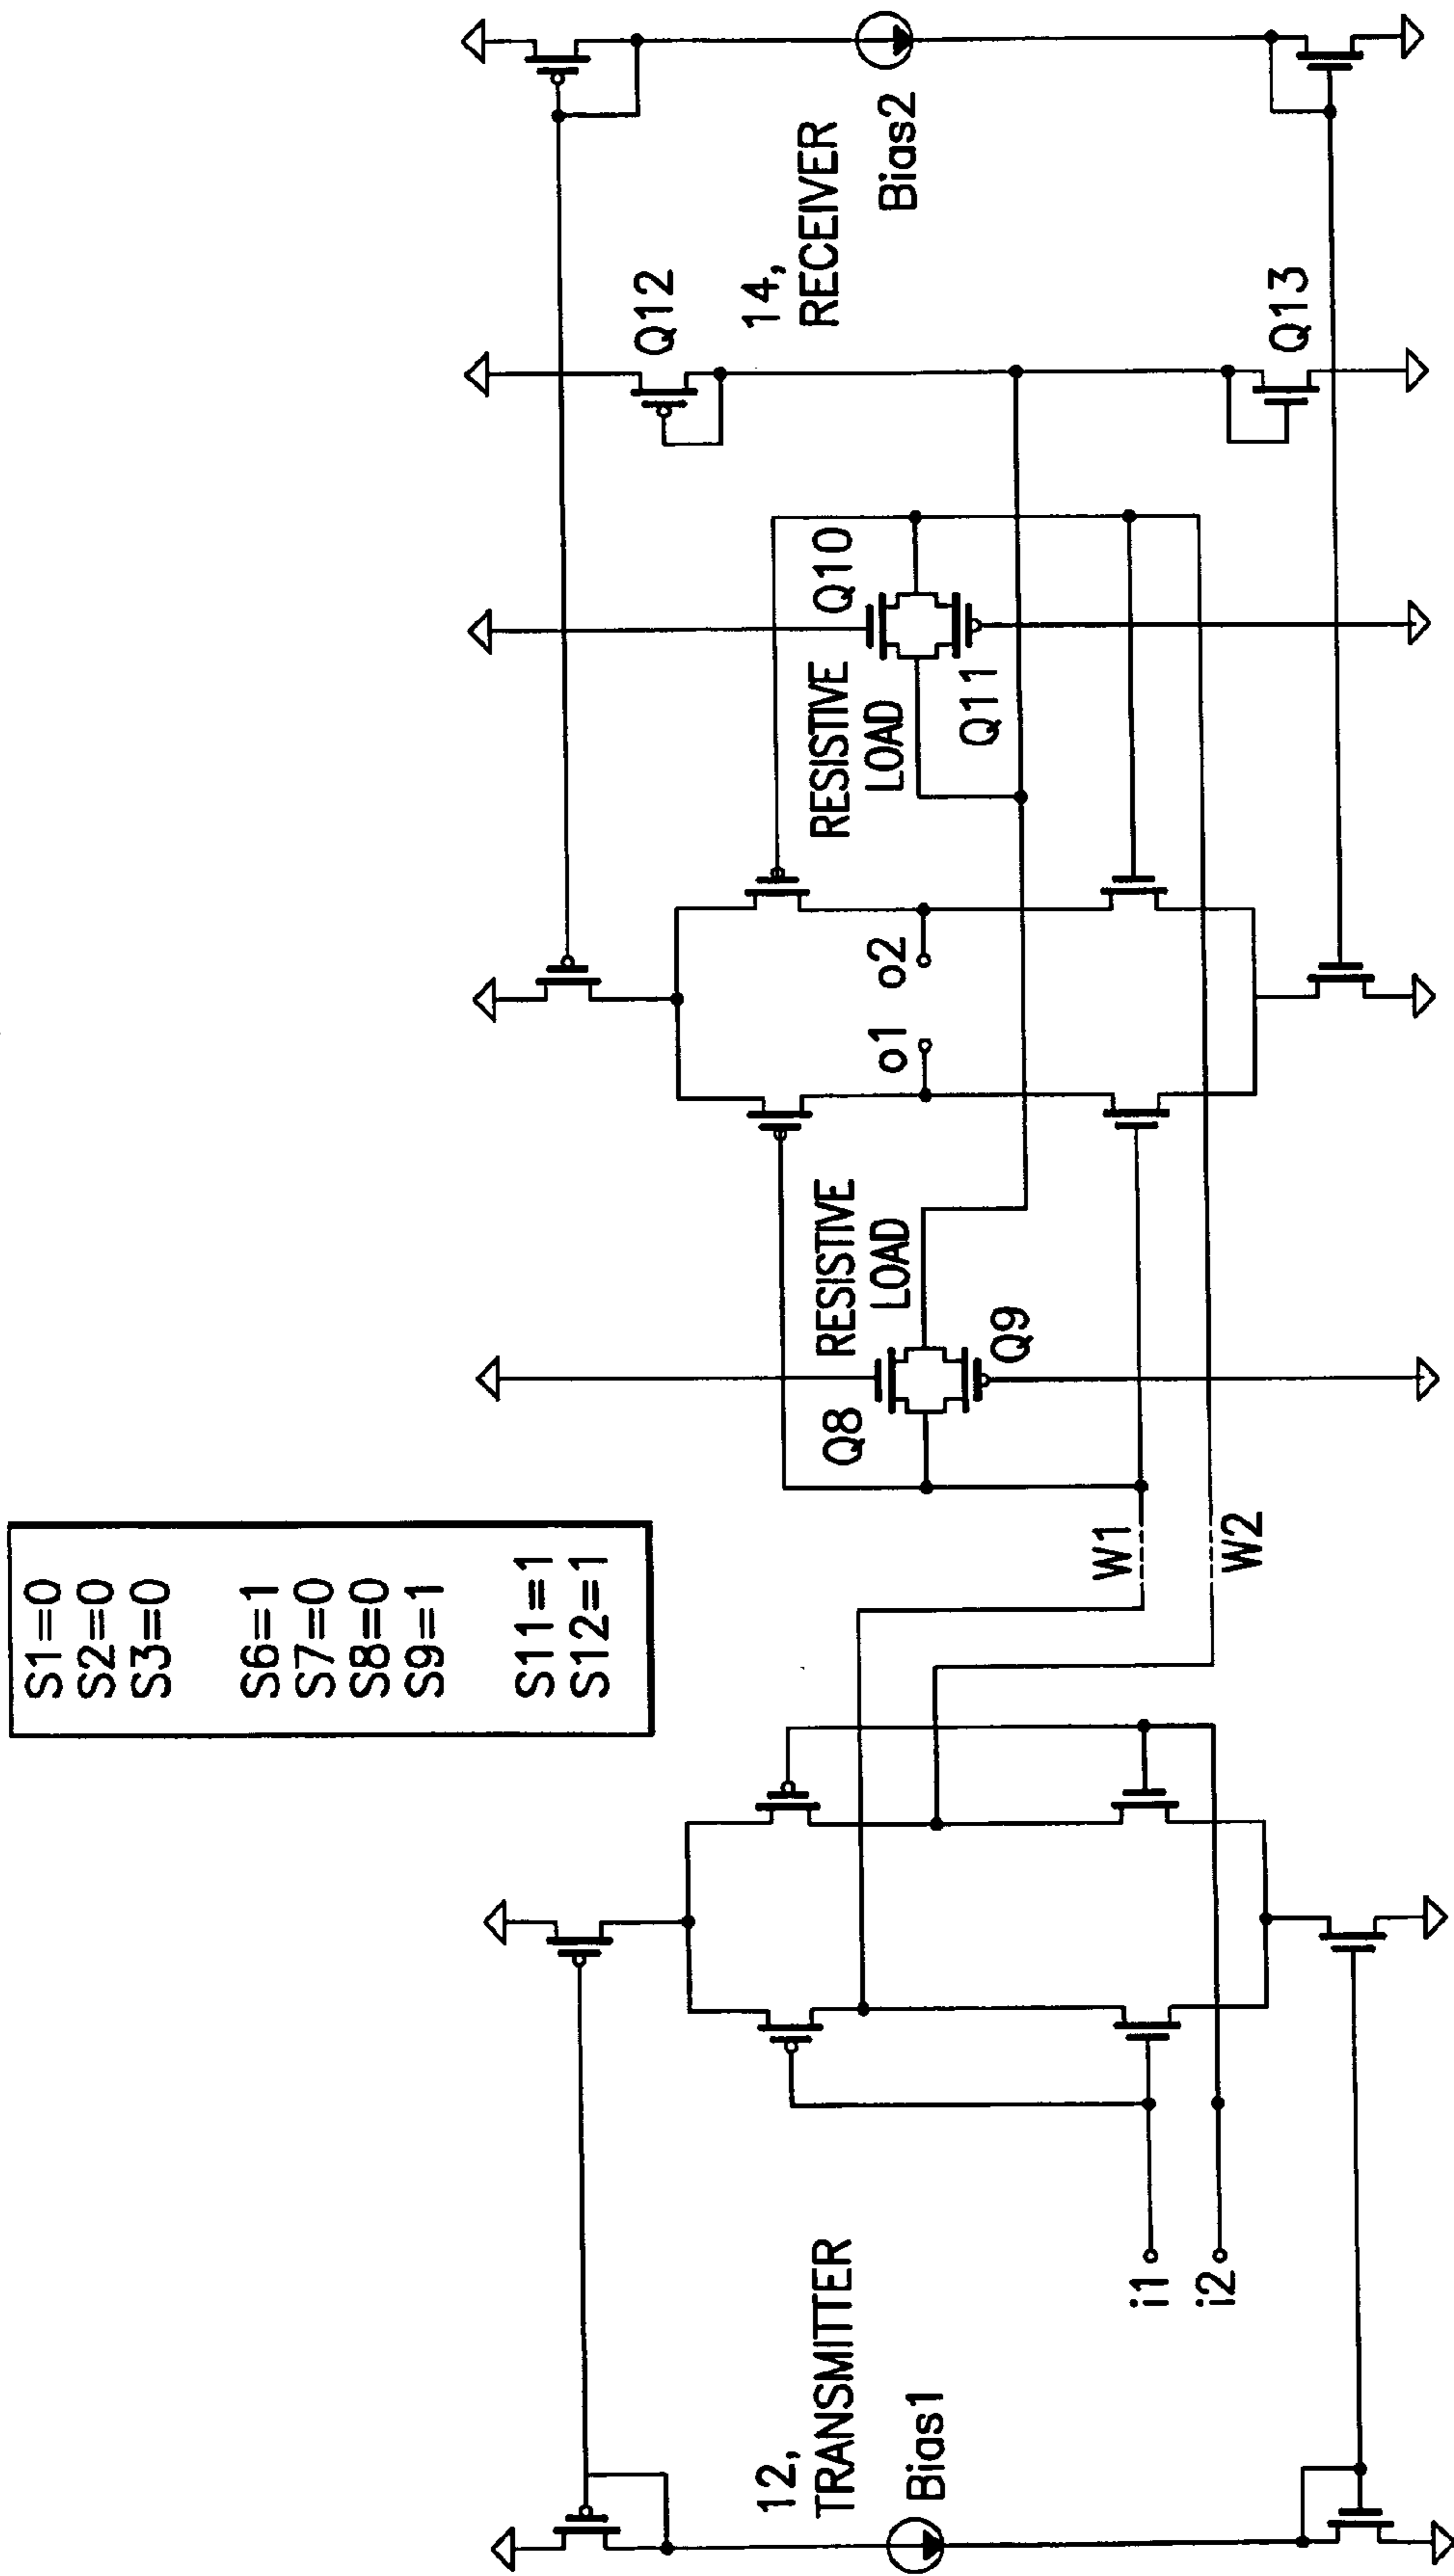 S1=0
S2=0
S3=0
S6=1
S7=0
S8=0
S9=1
S11=1
S12=1
12,
TRANSMITTER
Bias1
i1
i2
W1
W2
Q8
Q9
RESISTIVE
LOAD
o1
o2
RESISTIVE
LOAD
Q10
Q11
Q12
Q13
14,
RECEIVER
Bias2